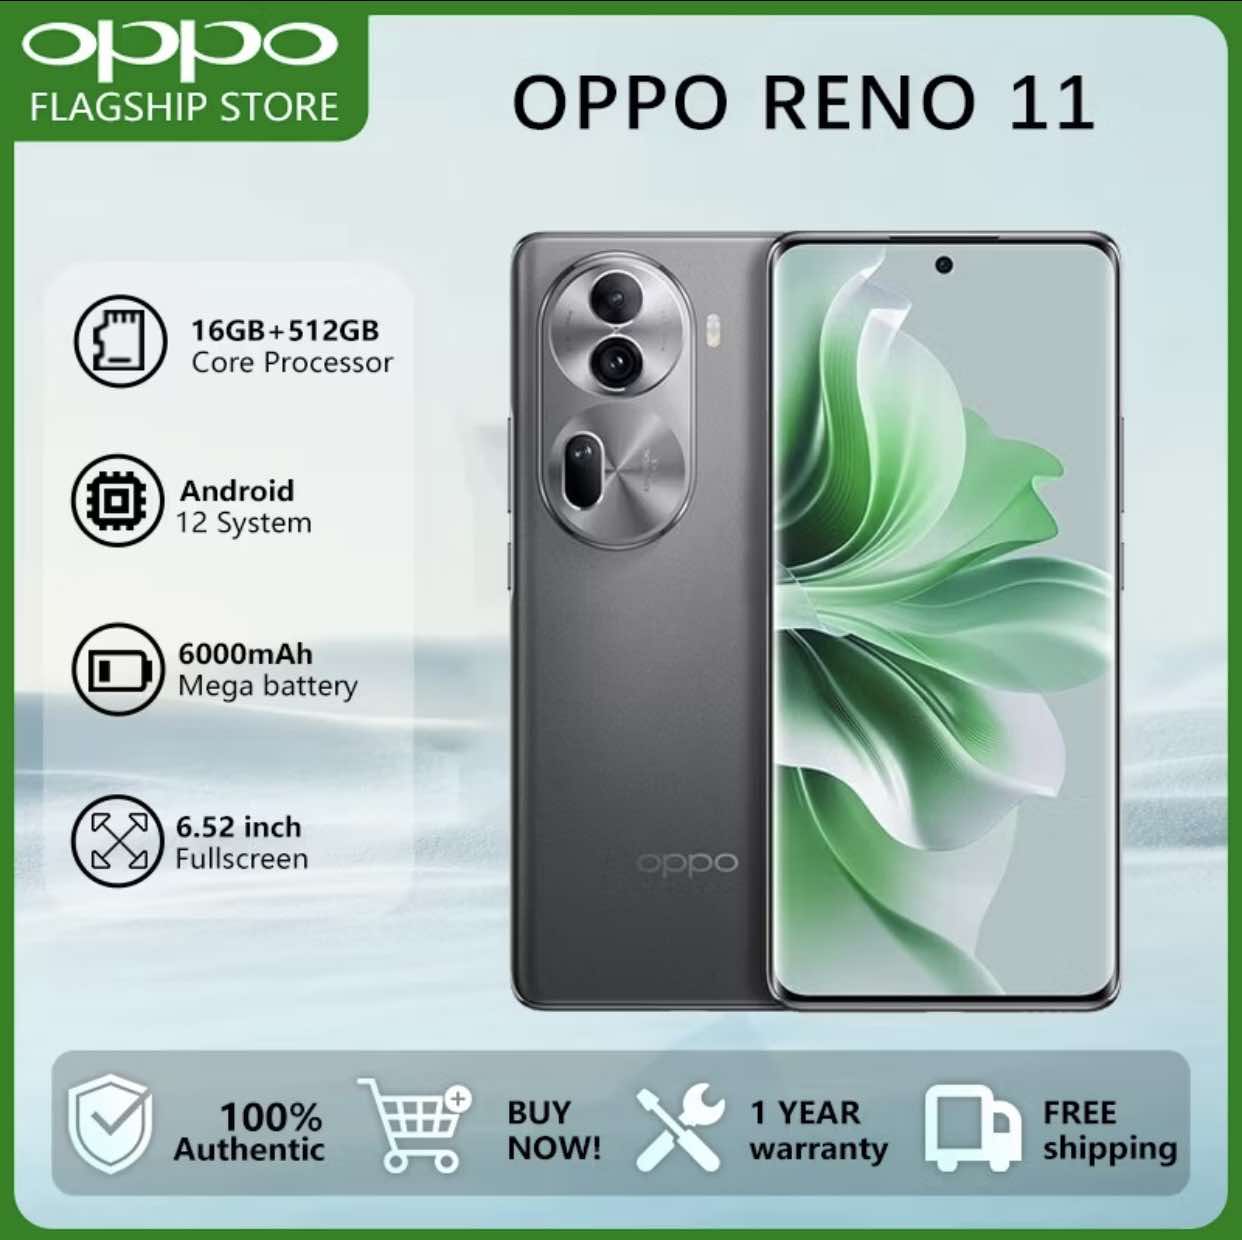 oppo
FLAGSHIP STORE
OPPO RENO 11
16GB+512GB
Core Processor
Android
12 System
6000mAh
Mega battery
6.52 inch
Fullscreen
oppo
100%
Authentic
BUY
NOW!
1 YEAR
warranty
FREE
shipping